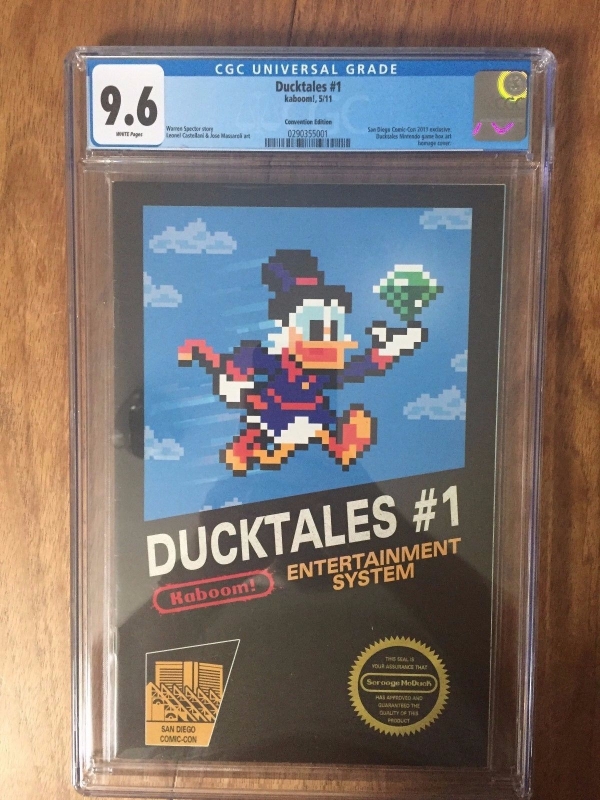 CGC UNIVERSAL GRADE
9.6
WHITE Pages
Ducktales #1
kaboom!, 5/11
Convention Edition
0290355001
Warren Spector story
Leonel Castellani & Jose Massaroli art
San Diego Comic-Con 2011 exclusive
Ducktales Nintendo game box art
homage cover
DUCKTALES #1
Kaboom!
ENTERTAINMENT
SYSTEM
SAN DIEGO
COMIC-CON
THIS SEAL IS
YOUR ASSURANCE THAT
Scrooge McDuck
HAS APPROVED AND
GUARANTEED THE
QUALITY OF THIS
PRODUCT